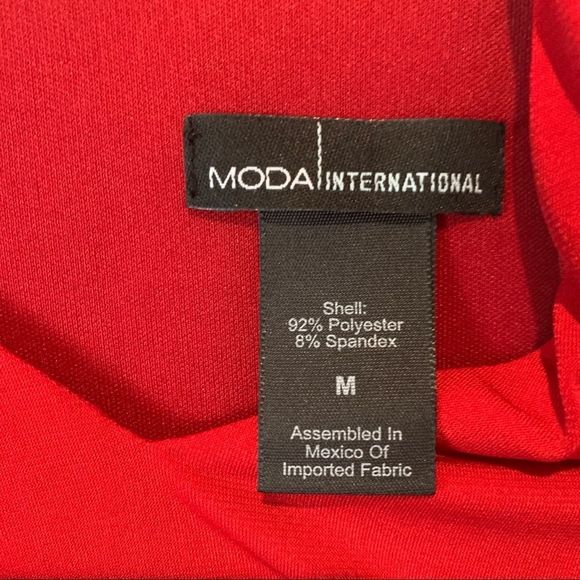 MODA INTERNATIONAL
Shell:
92% Polyester
8% Spandex
M
Assembled In
Mexico Of
Imported Fabric